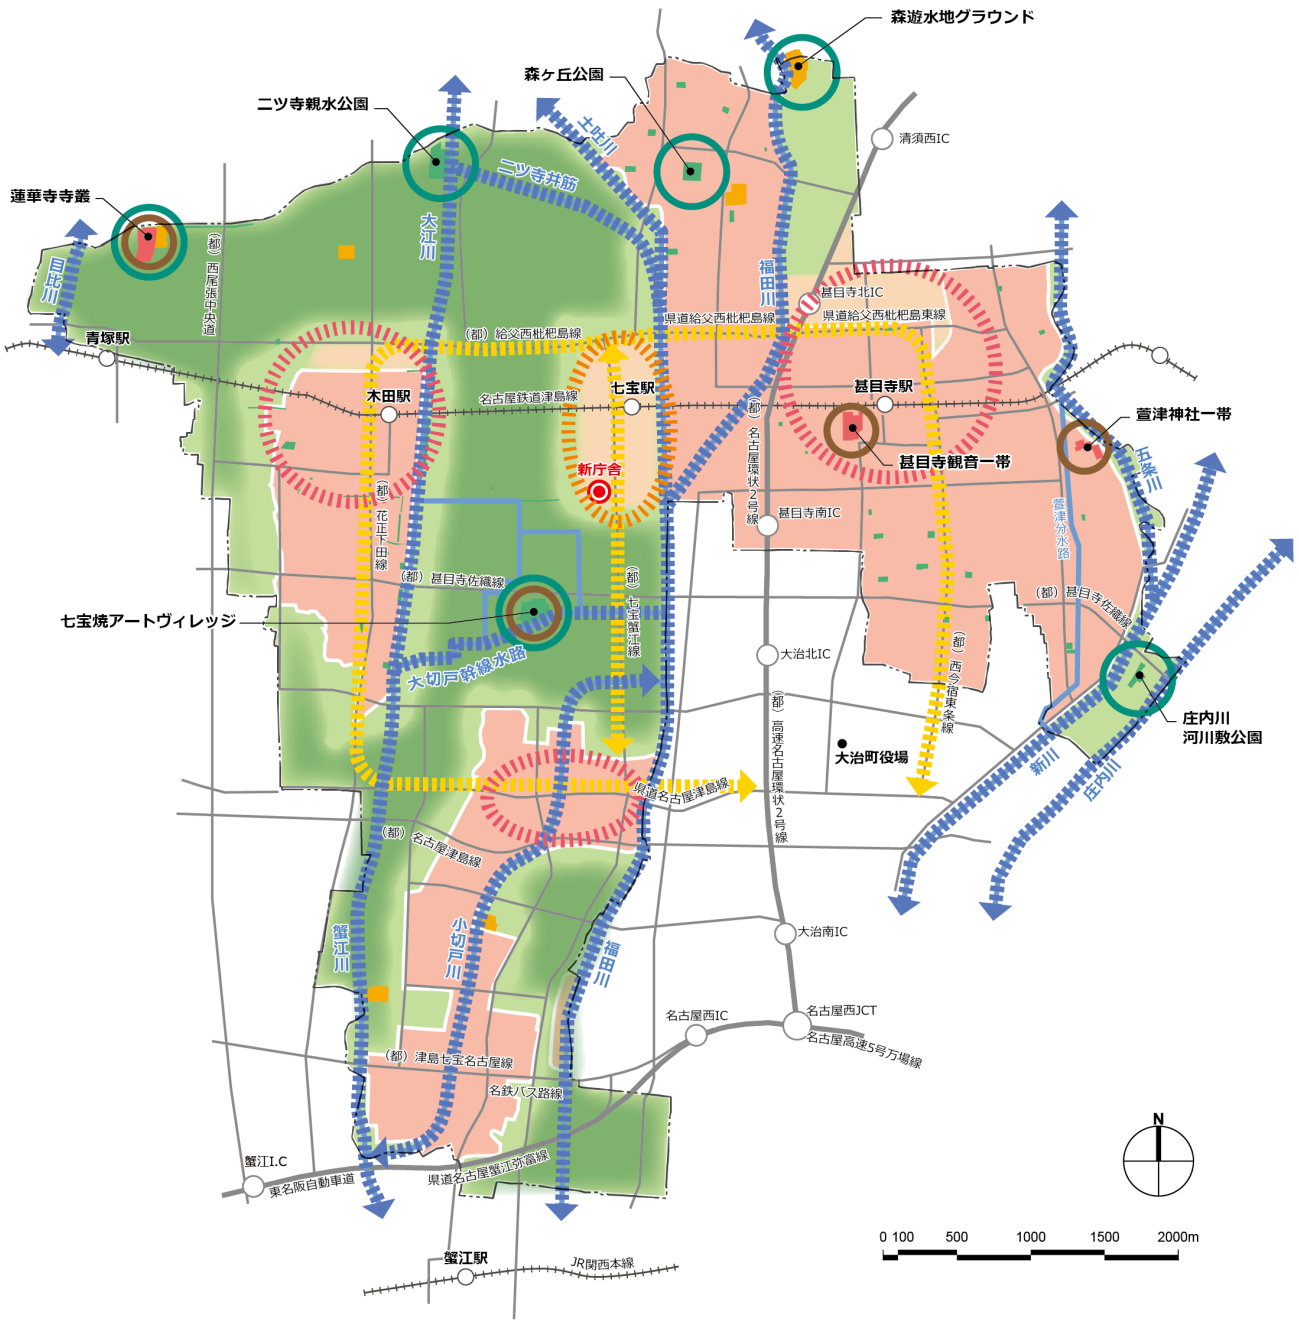 森遊水地グラウンド
森ヶ丘公園
二ツ寺親水公園
土吐川
清須西IC
二ツ寺井筋
蓮華寺寺叢
大江川
（都）西尾張中央道
目比川
福田川
甚目寺北IC
県道給父西枇杷島線
県道給父西枇杷島東線
（都）給父西枇杷島線
青塚駅
木田駅
名古屋鉄道津島線
七宝駅
甚目寺駅
萱津神社一帯
（都）名古屋環状2号線
甚目寺観音一帯
五条川
新庁舎
（都）花正下田線
甚目寺南IC
萱津分水路
（都）甚目寺佐織線
（都）七宝蟹江線
（都）甚目寺佐織線
七宝焼アートヴィレッジ
大切戸幹線水路
大治北IC
（都）西今宿東条線
（都）高速名古屋環状2号線
庄内川
河川敷公園
大治町役場
新川
庄内川
県道名古屋津島線
（都）名古屋津島線
蟹江川
小切戸川
福田川
大治南IC
名古屋西IC
名古屋西JCT
名古屋高速5号万場線
（都）津島七宝名古屋線
名鉄バス路線
蟹江I.C
東名阪自動車道
県道名古屋蟹江弥富線
N
0 100 500 1000 1500 2000m
蟹江駅
JR関西本線